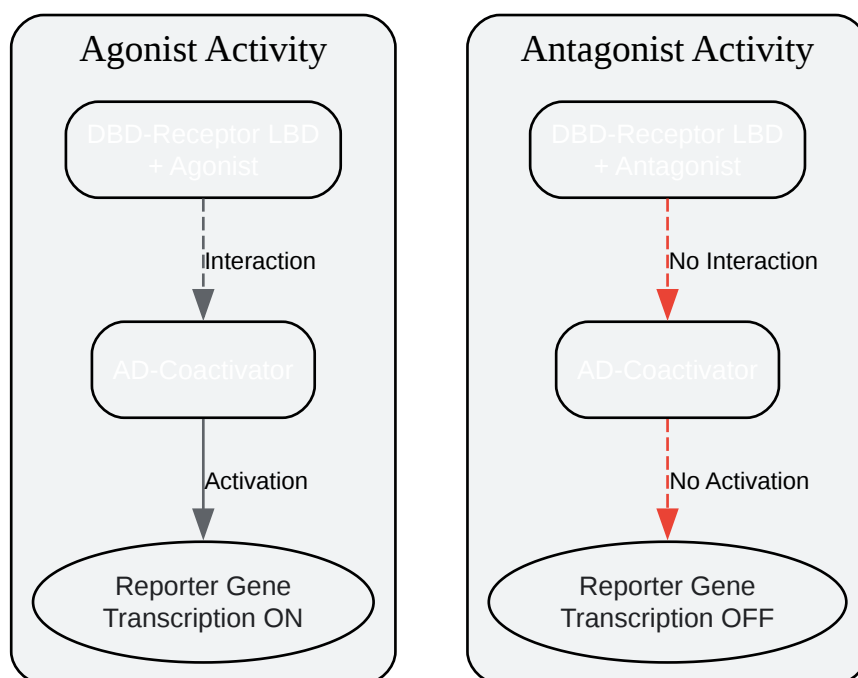 Agonist Activity
DBD-Receptor LBD
+ Agonist
Interaction
AD-Coactivator
Activation
Reporter Gene
Transcription ON
Antagonist Activity
DBD-Receptor LBD
+ Antagonist
No Interaction
AD-Coactivator
No Activation
Reporter Gene
Transcription OFF